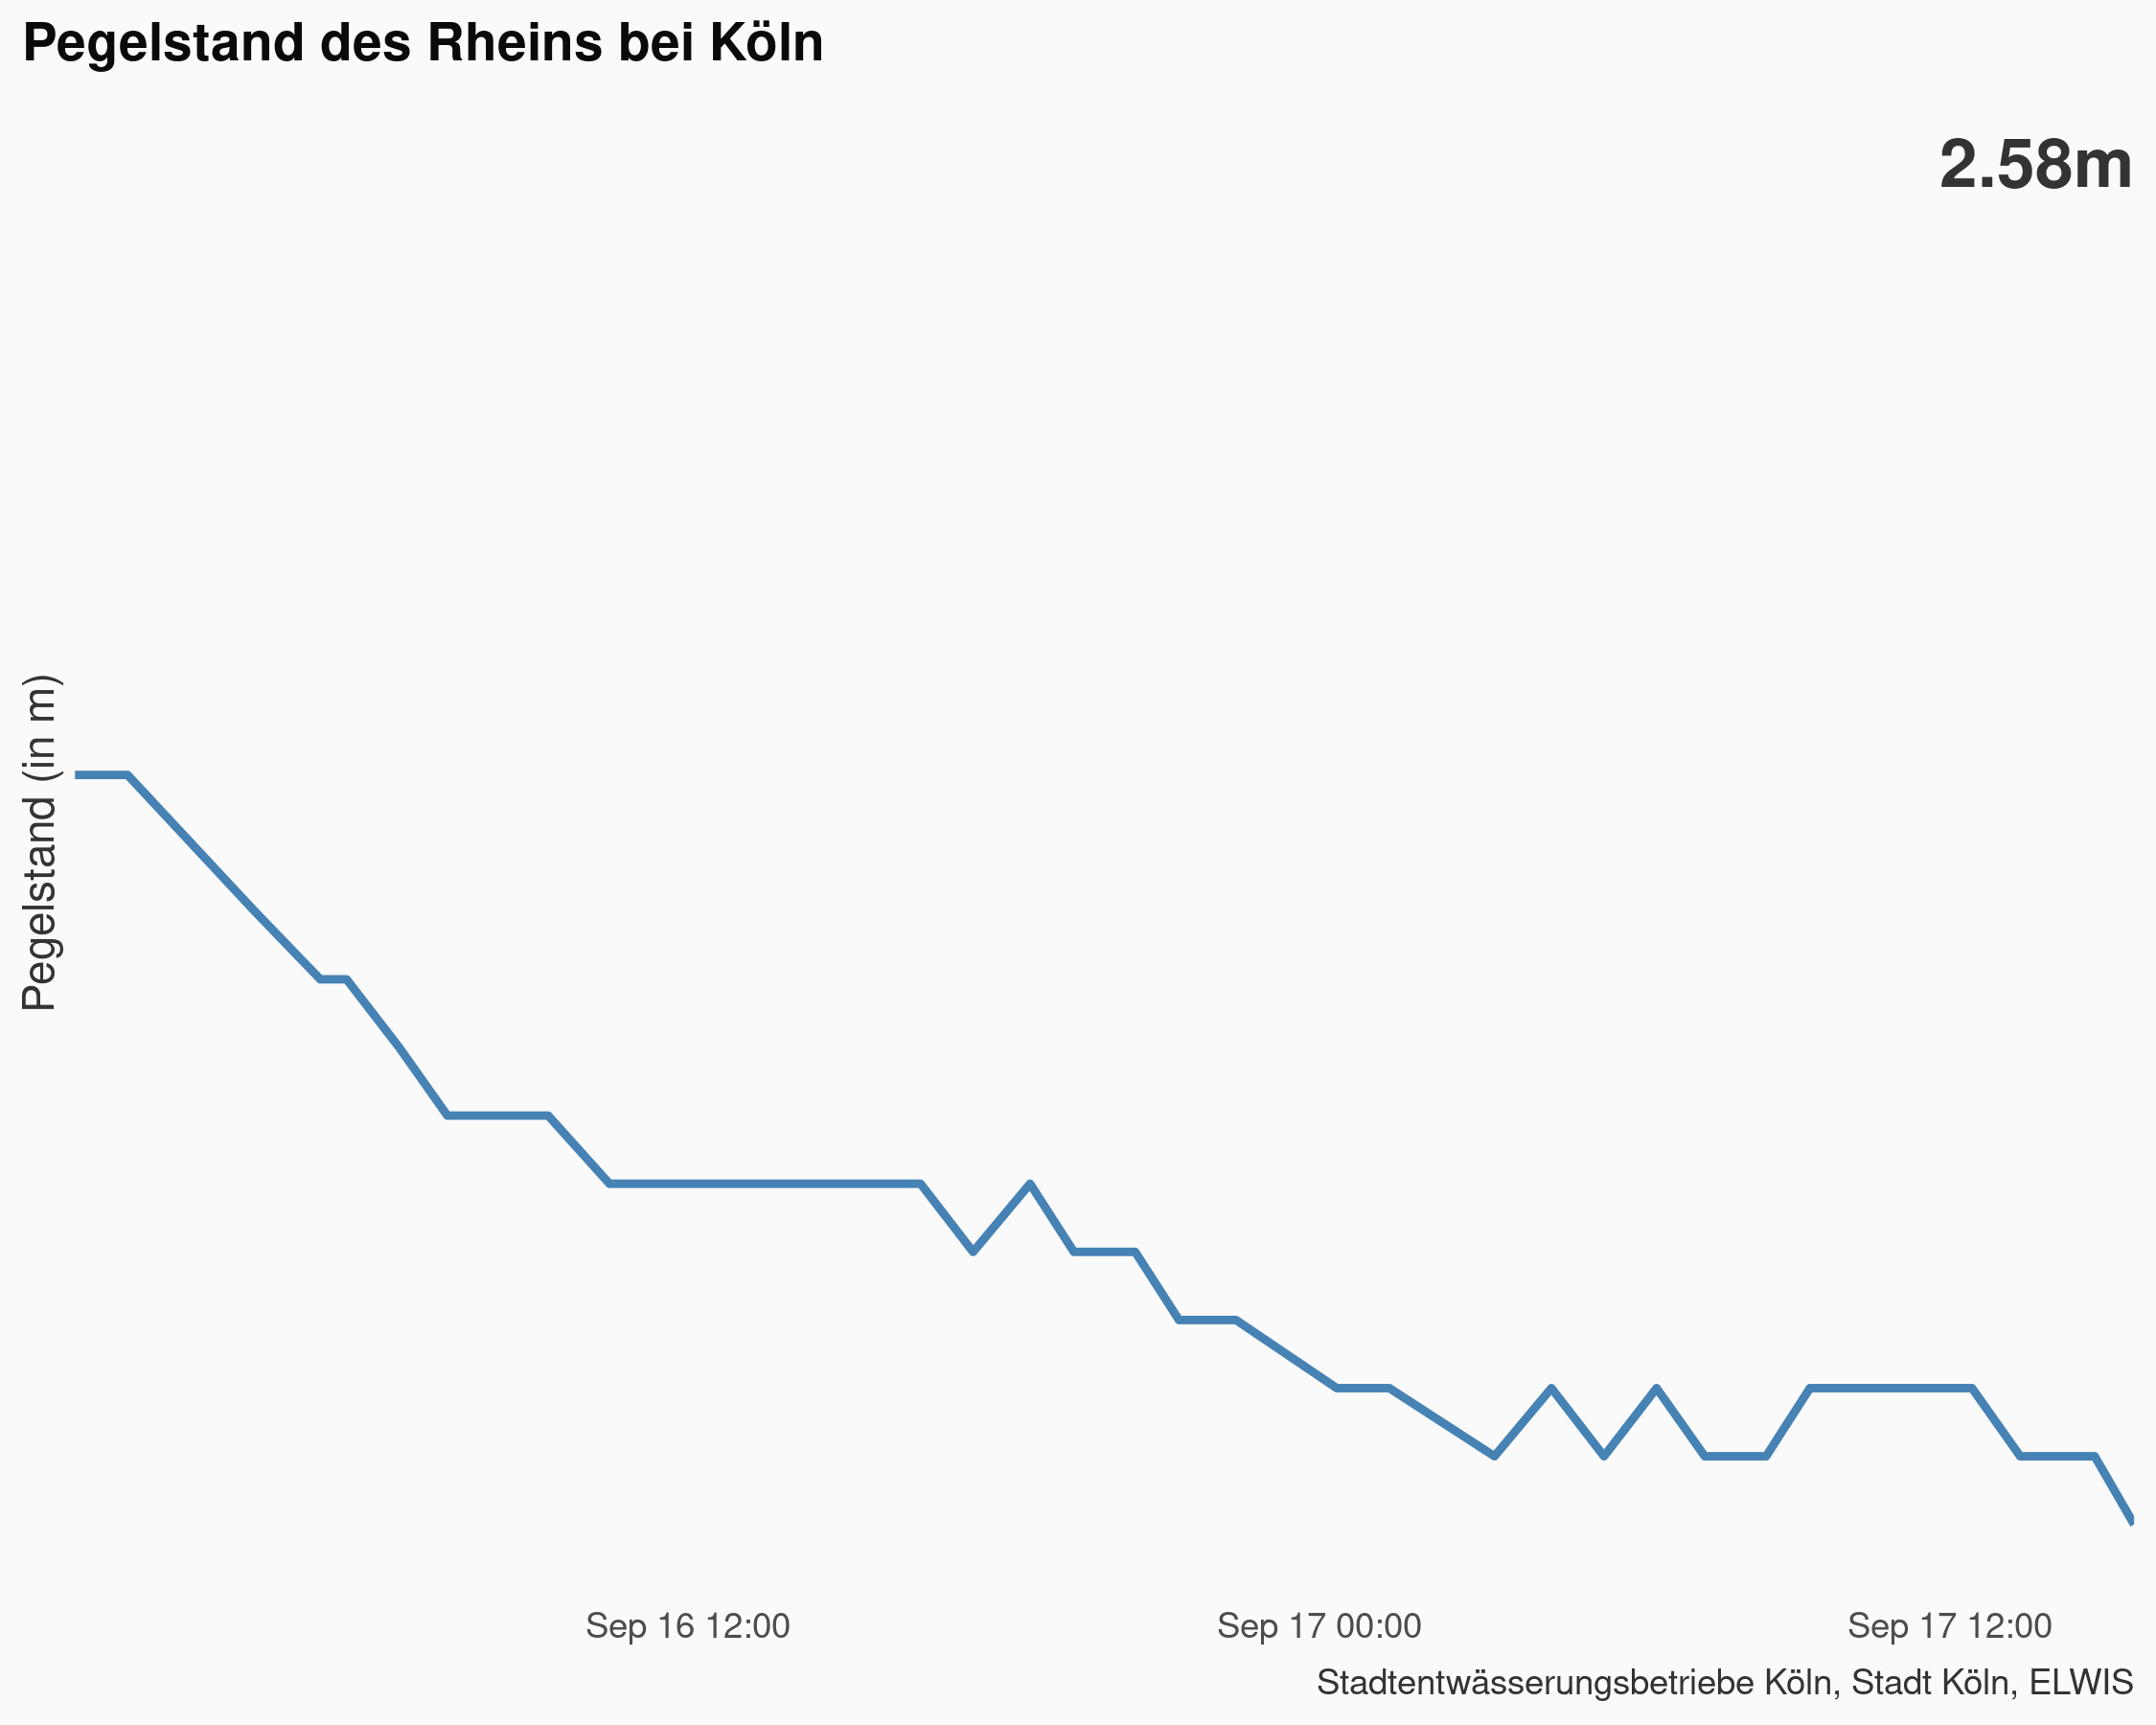 Pegelstand des Rheins bei Köln
2.58m
Pegelstand (in m)
Sep 16 12:00
Sep 17 00:00
Sep 17 12:00
Stadtentwässerungsbetriebe Köln, Stadt Köln, ELWIS